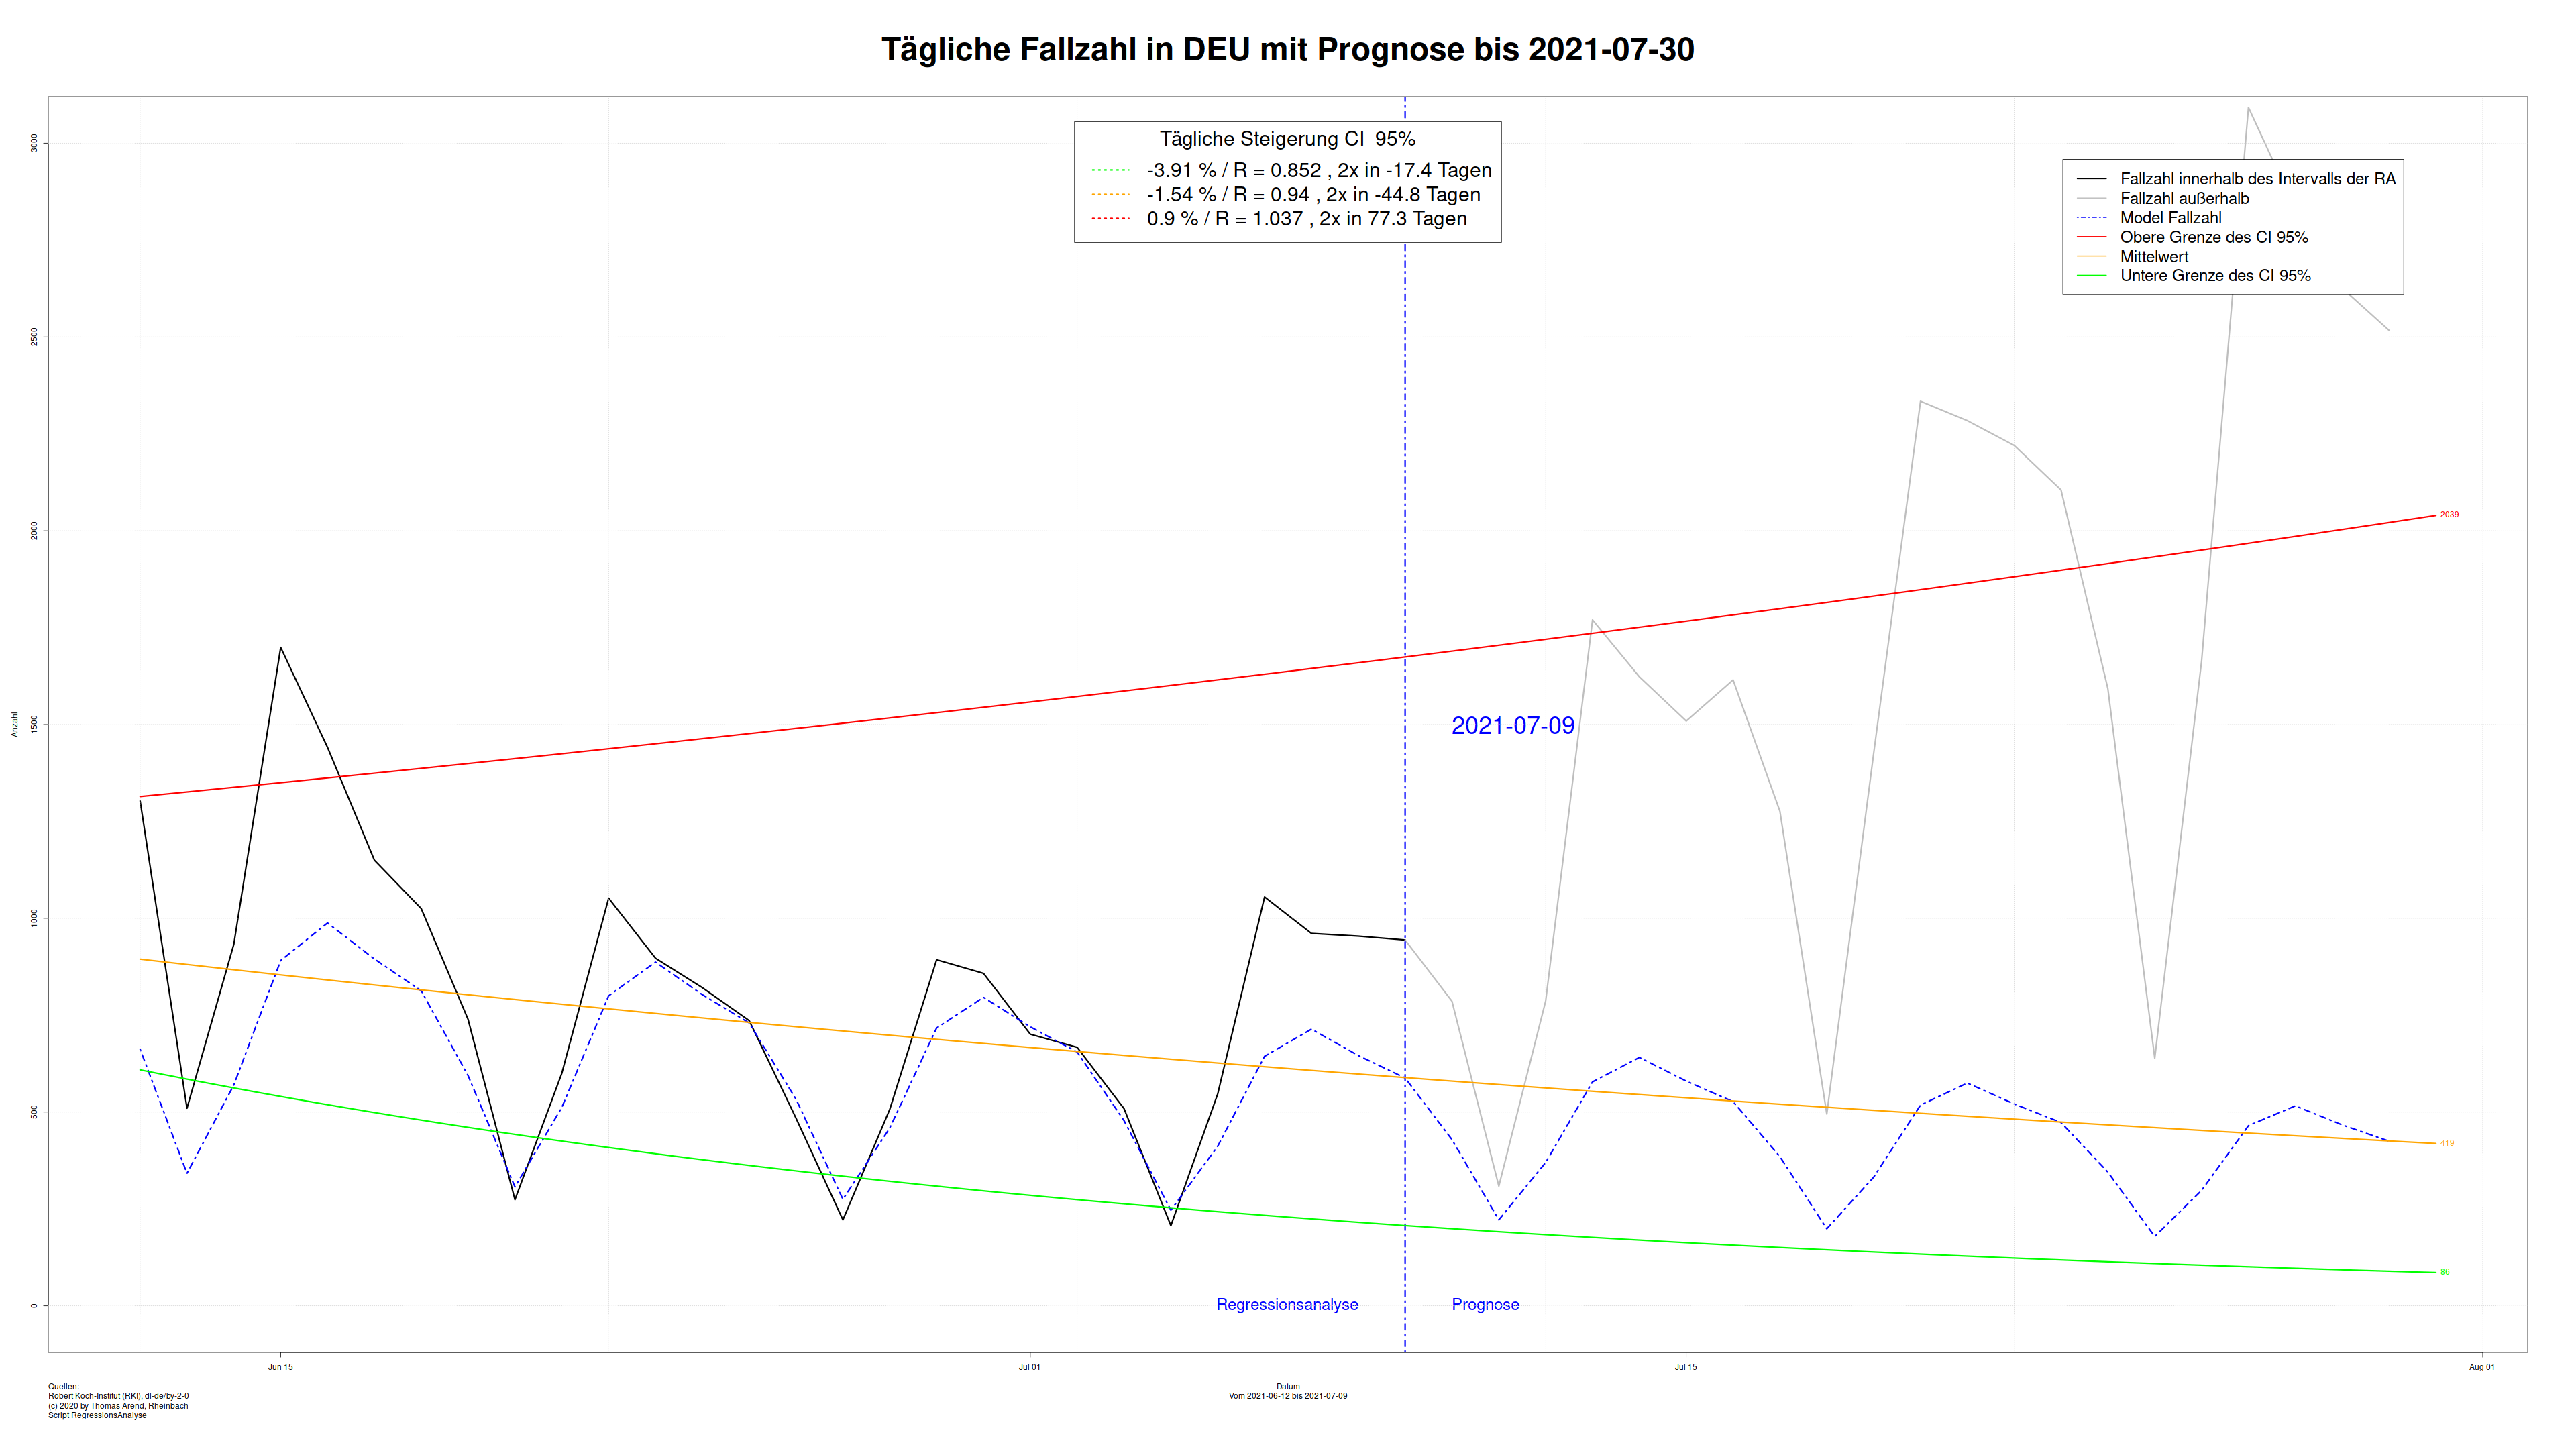 Tägliche Fallzahl in DEU mit Prognose bis 2021-07-30
Tägliche Steigerung CI  95%
-3.91 % / R = 0.852 , 2x in -17.4 Tagen
-1.54 % / R = 0.94 , 2x in -44.8 Tagen
0.9 % / R = 1.037 , 2x in 77.3 Tagen
Fallzahl innerhalb des Intervalls der RA
Fallzahl außerhalb
Model Fallzahl
Obere Grenze des CI 95%
Mittelwert
Untere Grenze des CI 95%
3000
2500
2000
1500
1000
500
0
Anzahl
2039
2021-07-09
419
86
Regressionsanalyse
Prognose
Jun 15
Jul 01
Jul 15
Aug 01
Datum
Vom 2021-06-12 bis 2021-07-09
Quellen:
Robert Koch-Institut (RKI), dl-de/by-2-0
(c) 2020 by Thomas Arend, Rheinbach
Script RegressionsAnalyse